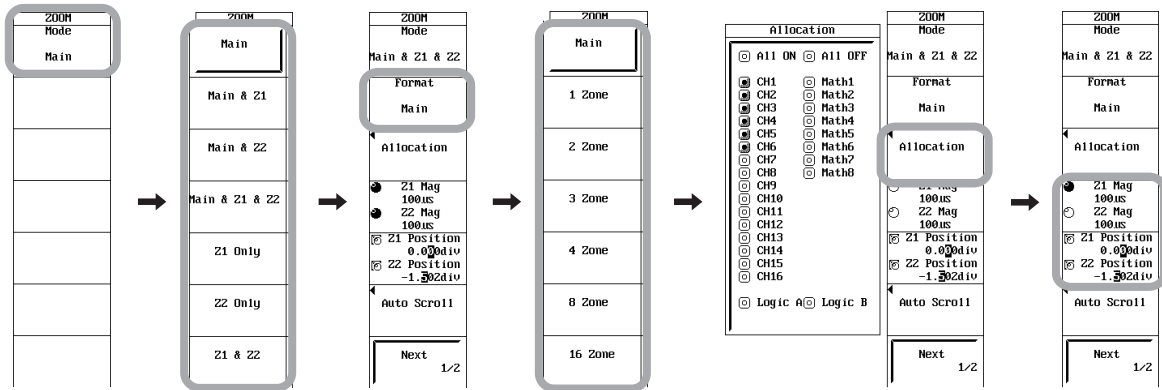 ZOOM
Mode
Main
ZOOM
Main
Main & Z1
Main & Z2
Main & Z1 & Z2
Z1 Only
Z2 Only
Z1 & Z2
ZOOM
Mode
Main & Z1 & Z2
Format
Main
Allocation
Z1 Mag
100us
Z2 Mag
100us
Z1 Position
0.000div
Z2 Position
-1.502div
Auto Scroll
Next
1/2
ZOOM
Main
1 Zone
2 Zone
3 Zone
4 Zone
8 Zone
16 Zone
Allocation
All ON All OFF
CH1 Math1
CH2 Math2
CH3 Math3
CH4 Math4
CH5 Math5
CH6 Math6
CH7 Math7
CH8 Math8
CH9
CH10
CH11
CH12
CH13
CH14
CH15
CH16
Logic A Logic B
ZOOM
Mode
Main & Z1 & Z2
Format
Main
Allocation
Z1 Mag
100us
Z2 Mag
100us
Z1 Position
0.000div
Z2 Position
-1.502div
Auto Scroll
Next
1/2
ZOOM
Mode
Main & Z1 & Z2
Format
Main
Allocation
Z1 Mag
100us
Z2 Mag
100us
Z1 Position
0.000div
Z2 Position
-1.502div
Auto Scroll
Next
1/2